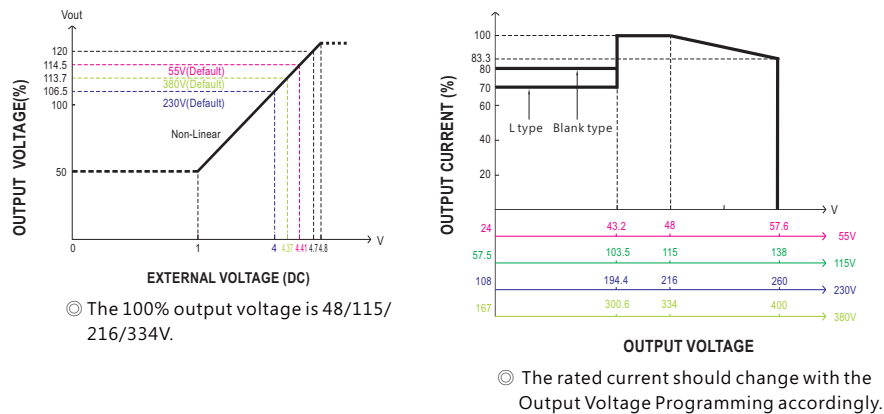 Vout
120
114.5
55V(Default)
113.7
380V(Default)
106.5
230V(Default)
100
Non-Linear
50
OUTPUT VOLTAGE(%)
0
1
4
4.37
4.41
4.7
4.8
V
EXTERNAL VOLTAGE (DC)
◎ The 100% output voltage is 48/115/
216/334V.
100
83.3
80
70
60
40
20
L type
Blank type
OUTPUT CURRENT (%)
V
24
43.2
48
57.6
55V
57.5
103.5
115
138
115V
108
194.4
216
260
230V
167
300.6
334
400
380V
OUTPUT VOLTAGE
◎ The rated current should change with the
Output Voltage Programming accordingly.